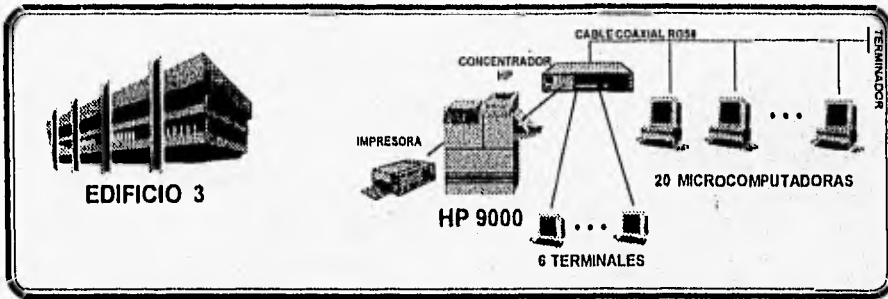 CABLE COAXIAL RG58
TERMINADOR
CONCENTRADOR
HP
IMPRESORA
EDIFICIO 3
HP 9000
20 MICROCOMPUTADORAS
6 TERMINALES